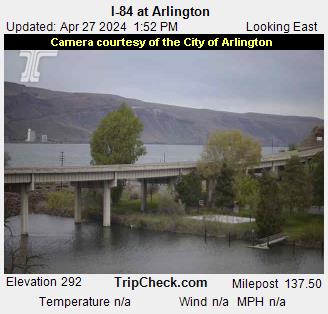 I-84 at Arlington
Updated: Apr 27 2024 1:52 PM Looking East
Camera courtesy of the City of Arlington
Elevation 292 TripCheck.com Milepost 137.50
Temperature n/a Wind n/a MPH n/a